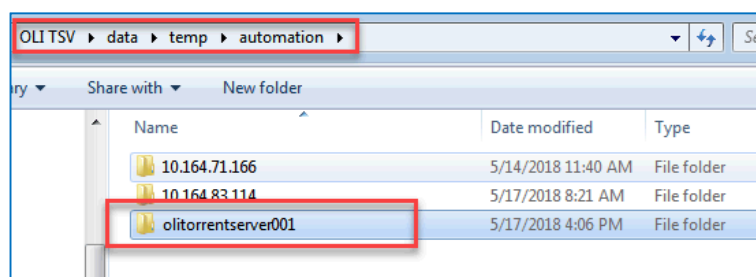 OLI TSV ▸ data ▸ temp ▸ automation ▸
Share with New folder
Name Date modified Type
10.164.71.166 5/14/2018 11:40 AM File folder
10.164.83.114 5/17/2018 8:21 AM File folder
olitorrentserver001 5/17/2018 4:06 PM File folder